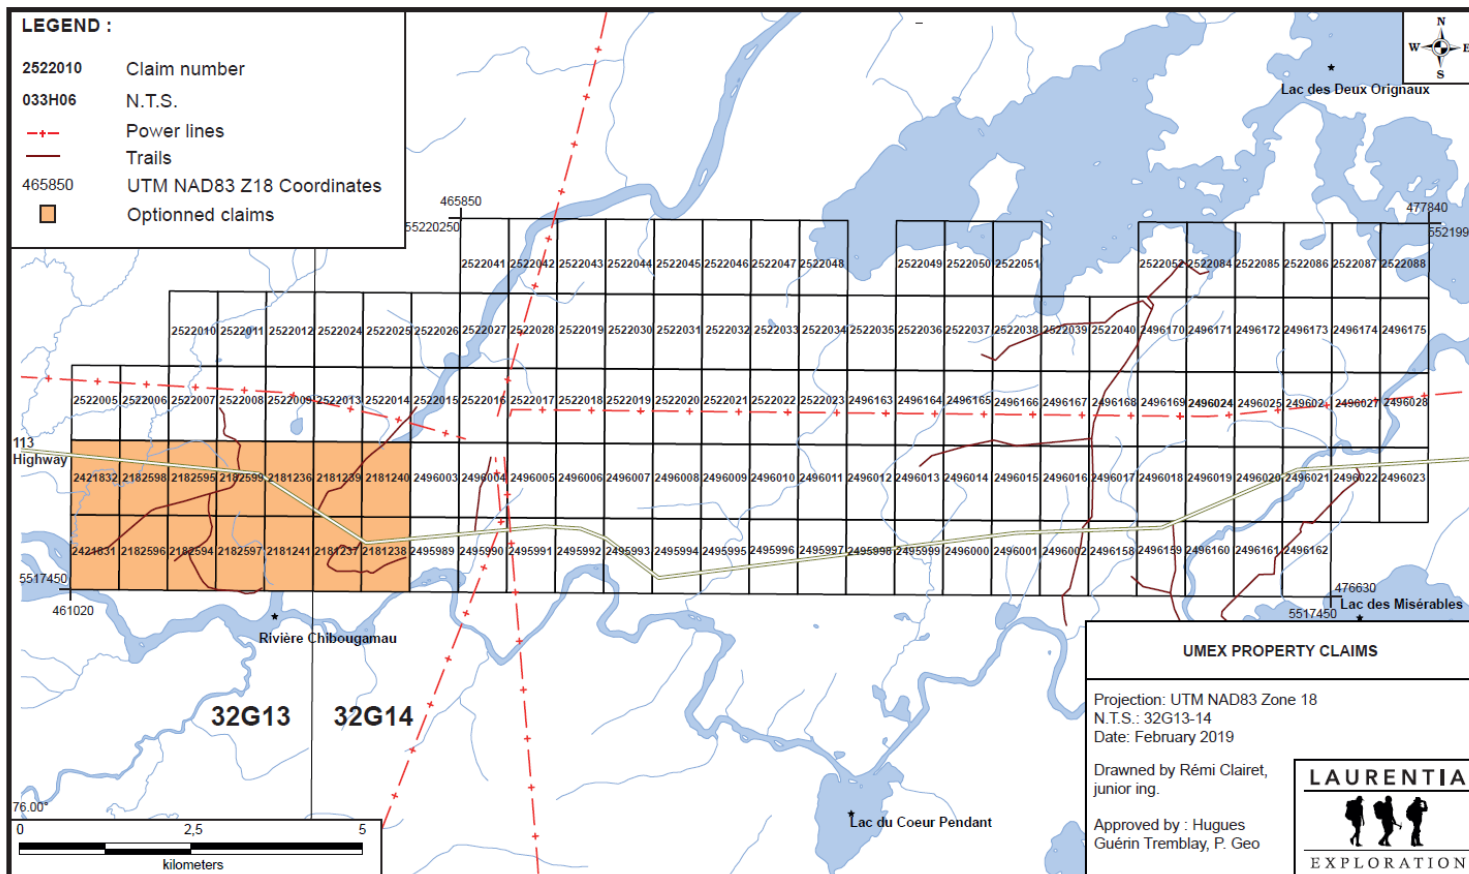 LEGEND :
2522010 Claim number
033H06 N.T.S.
Power lines
Trails
465850 UTM NAD83 Z18 Coordinates
Optionned claims
N
W E
S
Lac des Deux Orignaux
465850
55220250
477840
552199
2522041 2522042 2522043 2522044 2522045 2522046 2522047 2522048 2522049 2522050 2522051 2522052 2522084 2522085 2522086 2522087 2522088
2522010 2522011 2522012 2522024 2522025 2522026 2522027 2522028 2522019 2522030 2522031 2522032 2522033 2522034 2522035 2522036 2522037 2522038 2522039 2522040 2496170 2496171 2496172 2496173 2496174 2496175
2522005 2522006 2522007 2522008 2522009 2522013 2522014 2522015 2522016 2522017 2522018 2522019 2522020 2522021 2522022 2522023 2496163 2496164 2496165 2496166 2496167 2496168 2496169 2496024 2496025 249602 2496027 2496028
113
Highway
2421832 2182598 2182595 2182599 2181236 2181239 2181240 2496003 2496004 2496005 2496006 2496007 2496008 2496009 2496010 2496011 2496012 2496013 2496014 2496015 2496016 2496017 2496018 2496019 2496020 2496021 2496022 2496023
2421831 2182596 2182594 2182597 2181241 2181237 2181238 2495989 2495990 2495991 2495992 2495993 2495994 2495995 2495996 2495997 2495998 2495999 2496000 2496001 2496002 2496158 2496159 2496160 2496161 2496162
5517450
461020
476630
5517450
Lac des Misérables
Rivière Chibougamau
32G13 32G14
76.00°
Lac du Coeur Pendant
0 2,5 5
kilometers
UMEX PROPERTY CLAIMS
Projection: UTM NAD83 Zone 18
N.T.S.: 32G13-14
Date: February 2019
Drawned by Rémi Clairet,
junior ing.
Approved by : Hugues
Guérin Tremblay, P. Geo
LAURENTIA
EXPLORATION